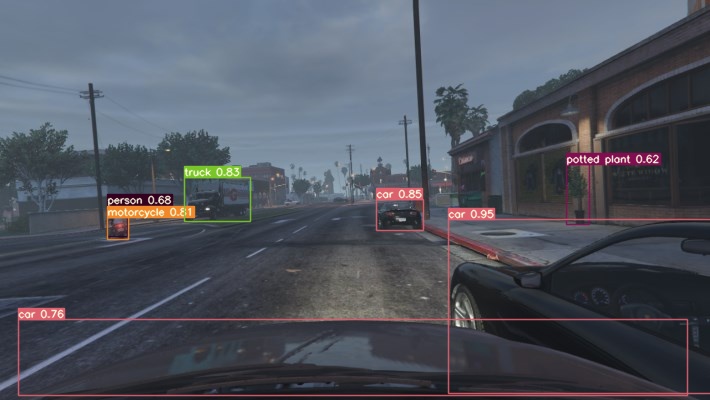 truck 0.83
potted plant 0.62
person 0.68
car 0.85
motorcycle 0.81
car 0.95
car 0.76